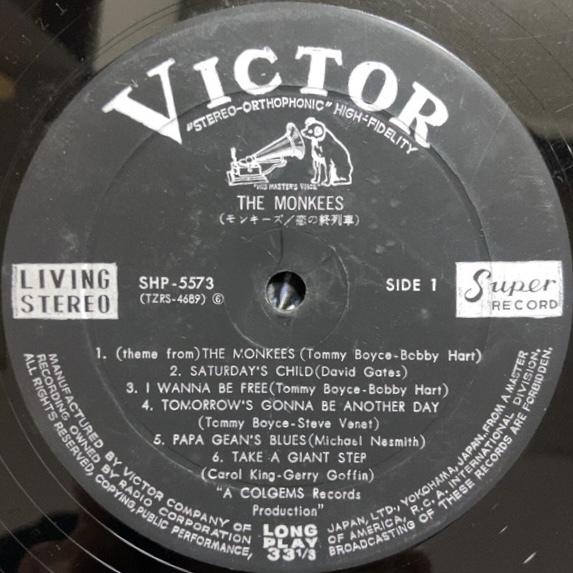 VICTOR
"STEREO-ORTHOPHONIC" HIGH-FIDELITY
"HIS MASTER'S VOICE"
THE MONKEES
(モンキーズ/恋の終列車)
LIVING
STEREO
SHP-5573
(TZRS-4689) Ⓖ
SIDE 1
Super
RECORD
1. (theme from) THE MONKEES (Tommy Boyce-Bobby Hart)
2. SATURDAY'S CHILD (David Gates)
3. I WANNA BE FREE (Tommy Boyce-Bobby Hart)
4. TOMORROW'S GONNA BE ANOTHER DAY
(Tommy Boyce-Steve Venet)
5. PAPA GEAN'S BLUES (Michael Nesmith)
6. TAKE A GIANT STEP
(Carol King-Gerry Goffin)
"A COLGEMS Records
Production"
LONG
PLAY
33 1/3
MANUFACTURED BY VICTOR COMPANY OF JAPAN, LTD., YOKOHAMA, JAPAN, FROM A MASTER
RECORDING OWNED BY RADIO CORPORATION OF AMERICA, R.C.A. INTERNATIONAL DIVISION.
ALL RIGHTS RESERVED, COPYING, PUBLIC PERFORMANCE, BROADCASTING OF THESE RECORDS ARE FORBIDDEN.